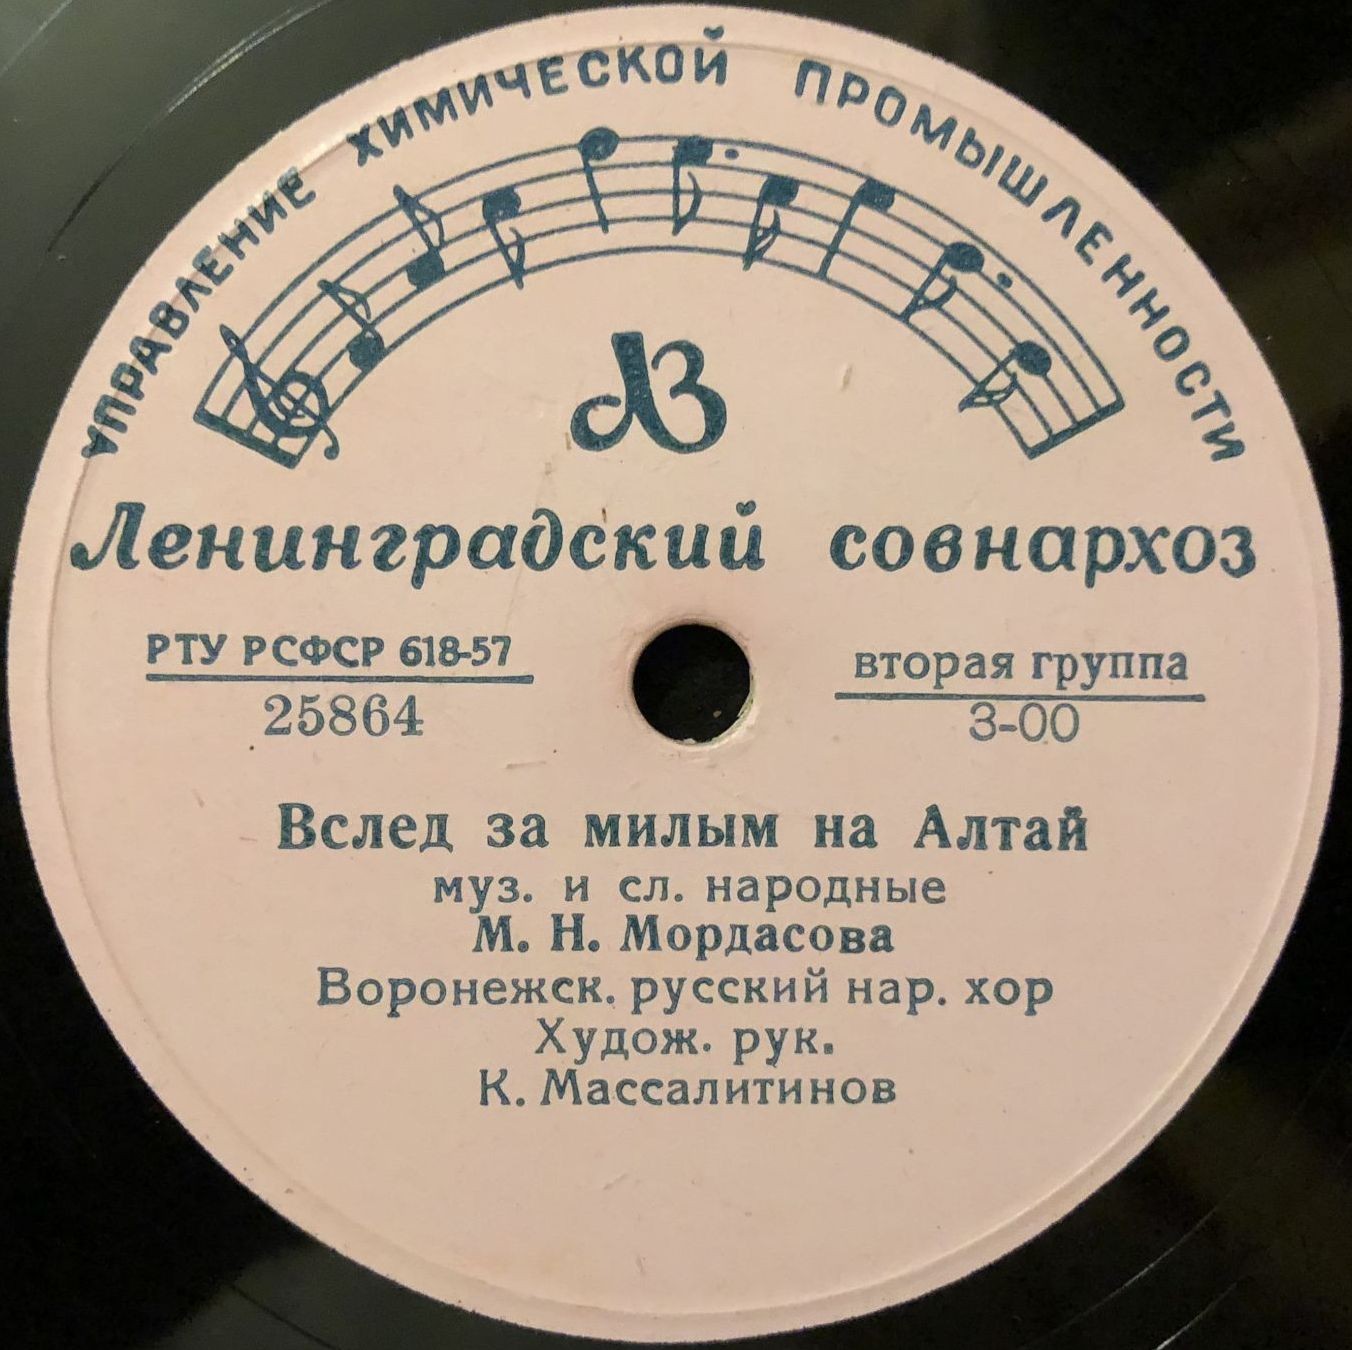 УПРАВЛЕНИЕ ХИМИЧЕСКОЙ ПРОМЫШЛЕННОСТИ
ЛЗ
Ленинградский совнархоз
РТУ РСФСР 618-57
25864
вторая группа
3-00
Вслед за милым на Алтай
муз. и сл. народные
М. Н. Мордасова
Воронежск. русский нар. хор
Худож. рук.
К. Массалитинов